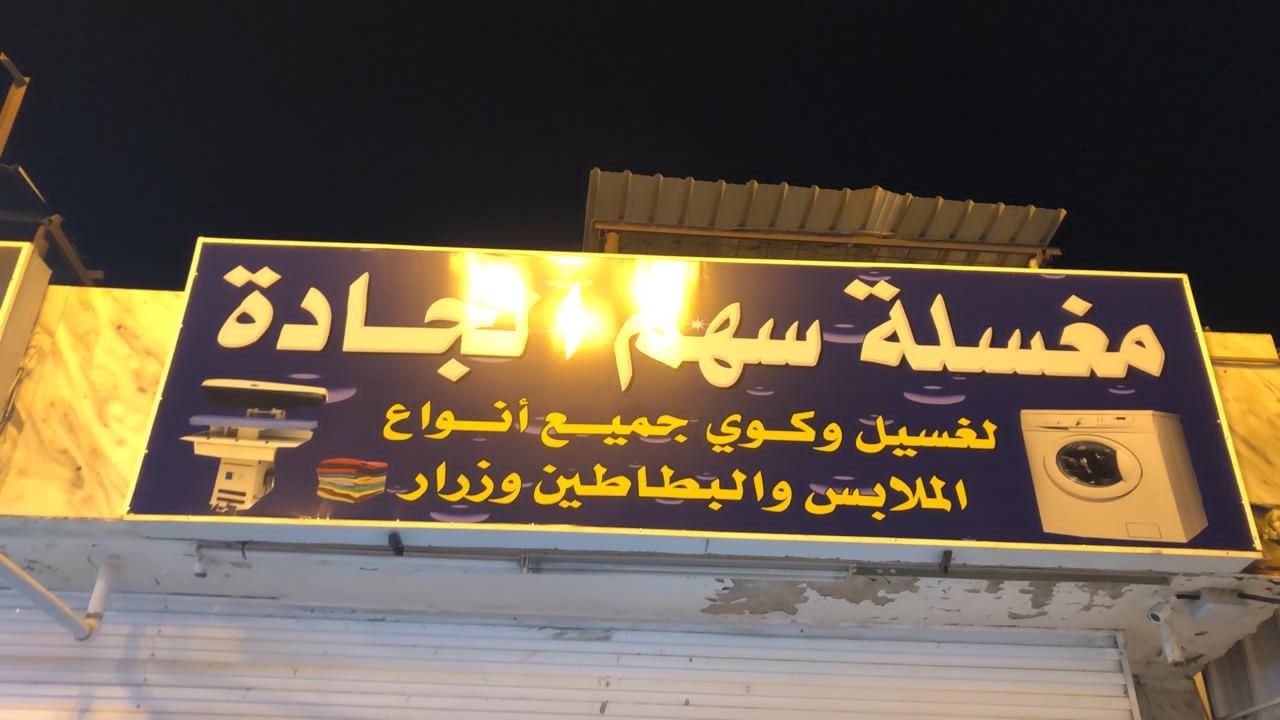 مغسلة سهم الجادة
لغسيل وكوي جميع أنواع
الملابس والبطاطين وزرار